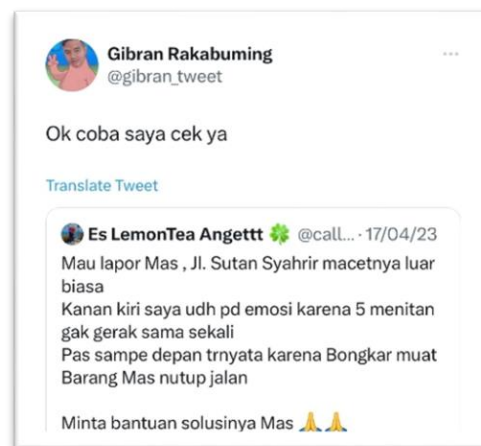 Gibran Rakabuming
@gibran_tweet
Ok coba saya cek ya
Translate Tweet
Es LemonTea Angettt 🍀 @call... · 17/04/23
Mau lapor Mas , Jl. Sutan Syahrir macetnya luar
biasa
Kanan kiri saya udh pd emosi karena 5 menitan
gak gerak sama sekali
Pas sampe depan trnyata karena Bongkar muat
Barang Mas nutup jalan
Minta bantuan solusinya Mas 🙏🙏